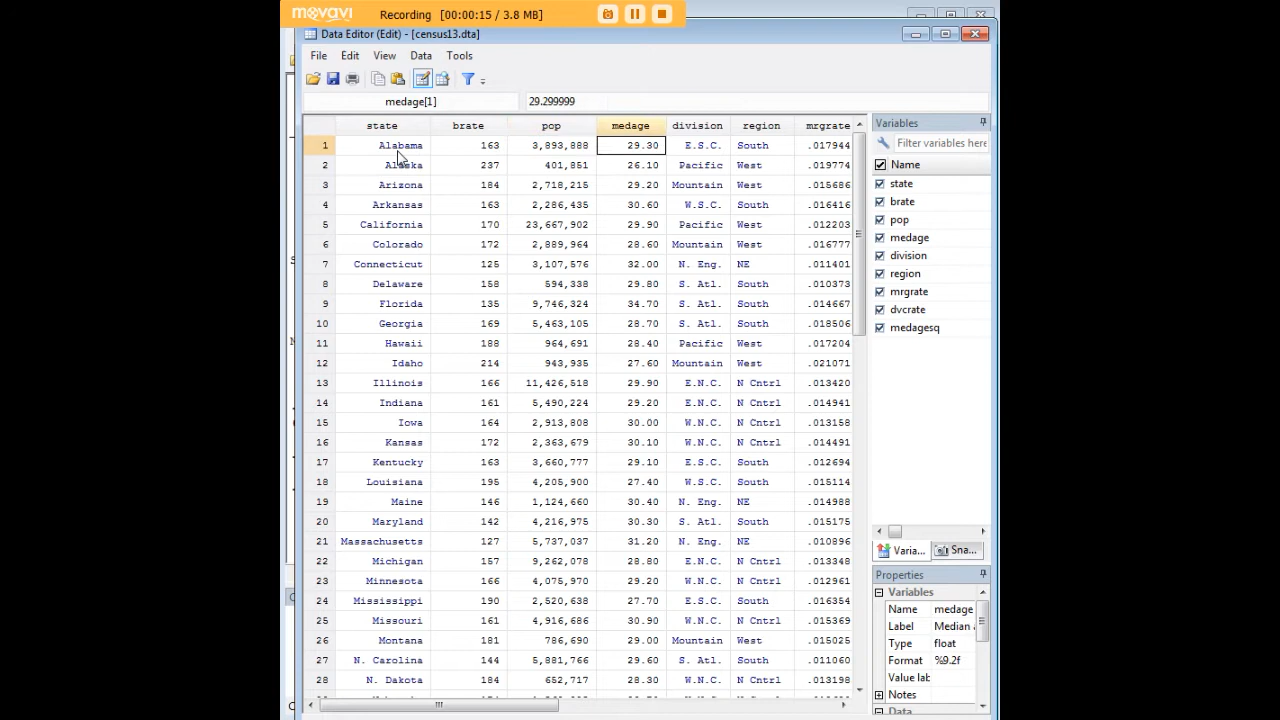 movavi Recording [00:00:15 / 3.8 MB]
Data Editor (Edit) - [census13.dta]
File Edit View Data Tools
medage[1] 29.299999
state brate pop medage division region mrgrate
1 Alabama 163 3,893,888 29.30 E.S.C. South .017944
2 Alaska 237 401,851 26.10 Pacific West .019774
3 Arizona 184 2,718,215 29.20 Mountain West .015686
4 Arkansas 163 2,286,435 30.60 W.S.C. South .016416
5 California 170 23,667,902 29.90 Pacific West .012203
6 Colorado 172 2,889,964 28.60 Mountain West .016777
7 Connecticut 125 3,107,576 32.00 N. Eng. NE .011401
8 Delaware 158 594,338 29.80 S. Atl. South .010373
9 Florida 135 9,746,324 34.70 S. Atl. South .014667
10 Georgia 169 5,463,105 28.70 S. Atl. South .018506
11 Hawaii 188 964,691 28.40 Pacific West .017204
12 Idaho 214 943,935 27.60 Mountain West .021071
13 Illinois 166 11,426,518 29.90 E.N.C. N Cntrl .013420
14 Indiana 161 5,490,224 29.20 E.N.C. N Cntrl .014941
15 Iowa 166 2,913,808 30.00 W.N.C. N Cntrl .013158
16 Kansas 172 2,363,679 30.10 W.N.C. N Cntrl .014491
17 Kentucky 163 3,660,777 29.10 E.S.C. South .012694
18 Louisiana 195 4,205,900 27.40 W.S.C. South .015114
19 Maine 146 1,124,660 30.40 N. Eng. NE .014988
20 Maryland 142 4,216,975 30.30 S. Atl. South .015175
21 Massachusetts 127 5,737,037 31.20 N. Eng. NE .010896
22 Michigan 157 9,262,078 28.80 E.N.C. N Cntrl .013348
23 Minnesota 166 4,075,970 29.20 W.N.C. N Cntrl .012961
24 Mississippi 190 2,520,638 27.70 E.S.C. South .016354
25 Missouri 161 4,916,686 30.90 W.N.C. N Cntrl .015369
26 Montana 181 786,690 29.00 Mountain West .015025
27 N. Carolina 144 5,881,766 29.60 S. Atl. South .011060
28 N. Dakota 184 652,717 28.30 W.N.C. N Cntrl .013198
Variables
Filter variables here
Name
state
brate
pop
medage
division
region
mrgrate
dvcrate
medagesq
Varia... Sna...
Properties
Variables
Name medage
Label Median a
Type float
Format %9.2f
Value lab
Notes
Data